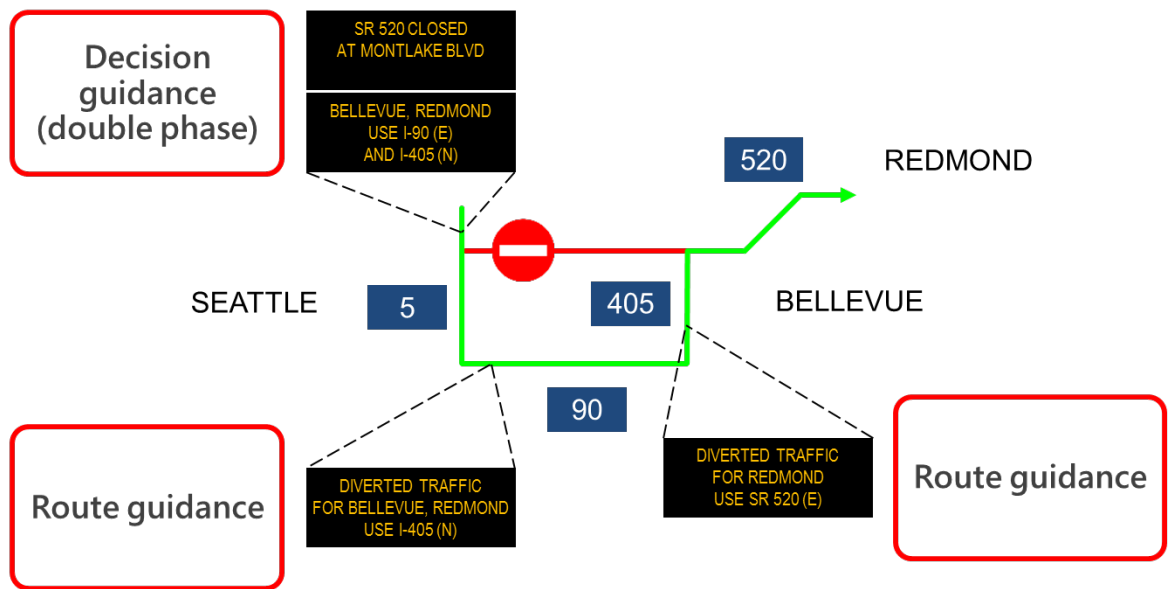 Decision
guidance
(double phase)
SR 520 CLOSED
AT MONTLAKE BLVD
BELLEVUE, REDMOND
USE I-90 (E)
AND I-405 (N)
520
REDMOND
SEATTLE
5
405
BELLEVUE
90
Route guidance
DIVERTED TRAFFIC
FOR BELLEVUE, REDMOND
USE I-405 (N)
DIVERTED TRAFFIC
FOR REDMOND
USE SR 520 (E)
Route guidance